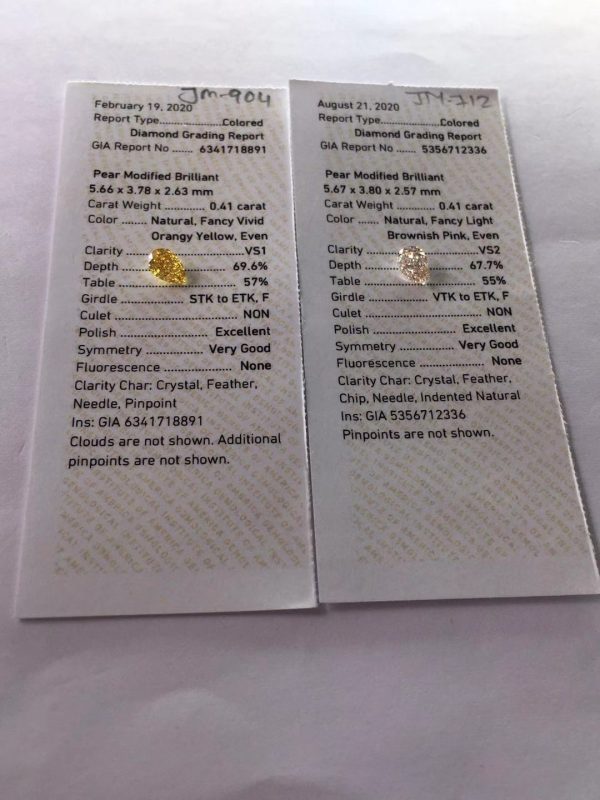 JM-904
February 19, 2020
Report Type....................Colored
Diamond Grading Report
GIA Report No ....... 6341718891
Pear Modified Brilliant
5.66 x 3.78 x 2.63 mm
Carat Weight ............ 0.41 carat
Color ........ Natural, Fancy Vivid
Orangy Yellow, Even
Clarity ..................................VS1
Depth ............................... 69.6%
Table .................................. 57%
Girdle .................... STK to ETK, F
Culet .................................. NON
Polish ......................... Excellent
Symmetry .................. Very Good
Fluorescence .................... None
Clarity Char: Crystal, Feather,
Needle, Pinpoint
Ins: GIA 6341718891
Clouds are not shown. Additional
pinpoints are not shown.
JM-712
August 21, 2020
Report Type....................Colored
Diamond Grading Report
GIA Report No ....... 5356712336
Pear Modified Brilliant
5.67 x 3.80 x 2.57 mm
Carat Weight ............ 0.41 carat
Color ........ Natural, Fancy Light
Brownish Pink, Even
Clarity ..................................VS2
Depth ............................... 67.7%
Table .................................. 55%
Girdle .................... VTK to ETK, F
Culet .................................. NON
Polish ......................... Excellent
Symmetry .................. Very Good
Fluorescence .................... None
Clarity Char: Crystal, Feather,
Chip, Needle, Indented Natural
Ins: GIA 5356712336
Pinpoints are not shown.